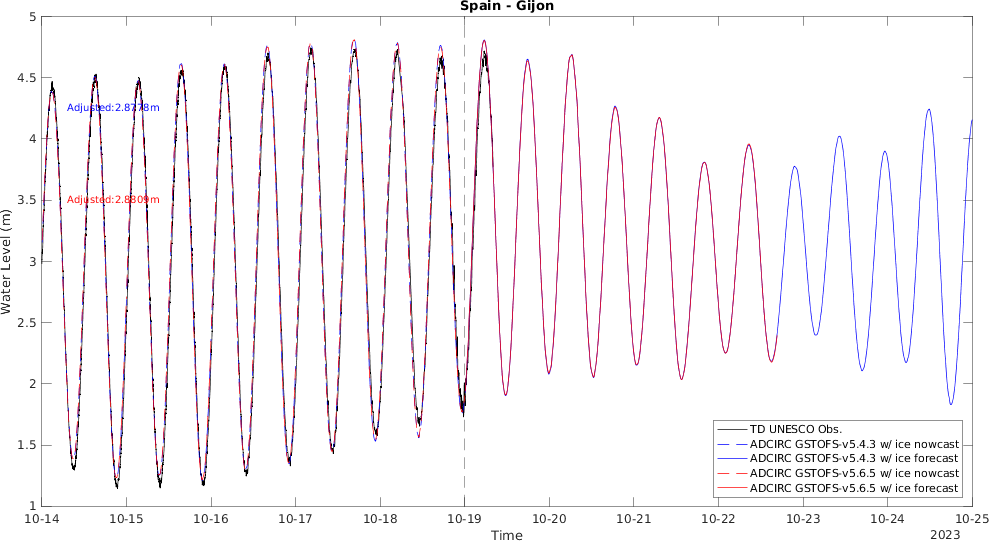 Spain - Gijon
5
4.5
4
3.5
3
2.5
2
1.5
1
Water Level (m)
Adjusted:2.8778m
Adjusted:2.8809m
TD UNESCO Obs.
ADCIRC GSTOFS-v5.4.3 w/ ice nowcast
ADCIRC GSTOFS-v5.4.3 w/ ice forecast
ADCIRC GSTOFS-v5.6.5 w/ ice nowcast
ADCIRC GSTOFS-v5.6.5 w/ ice forecast
10-14 10-15 10-16 10-17 10-18 10-19 10-20 10-21 10-22 10-23 10-24 10-25
Time
2023